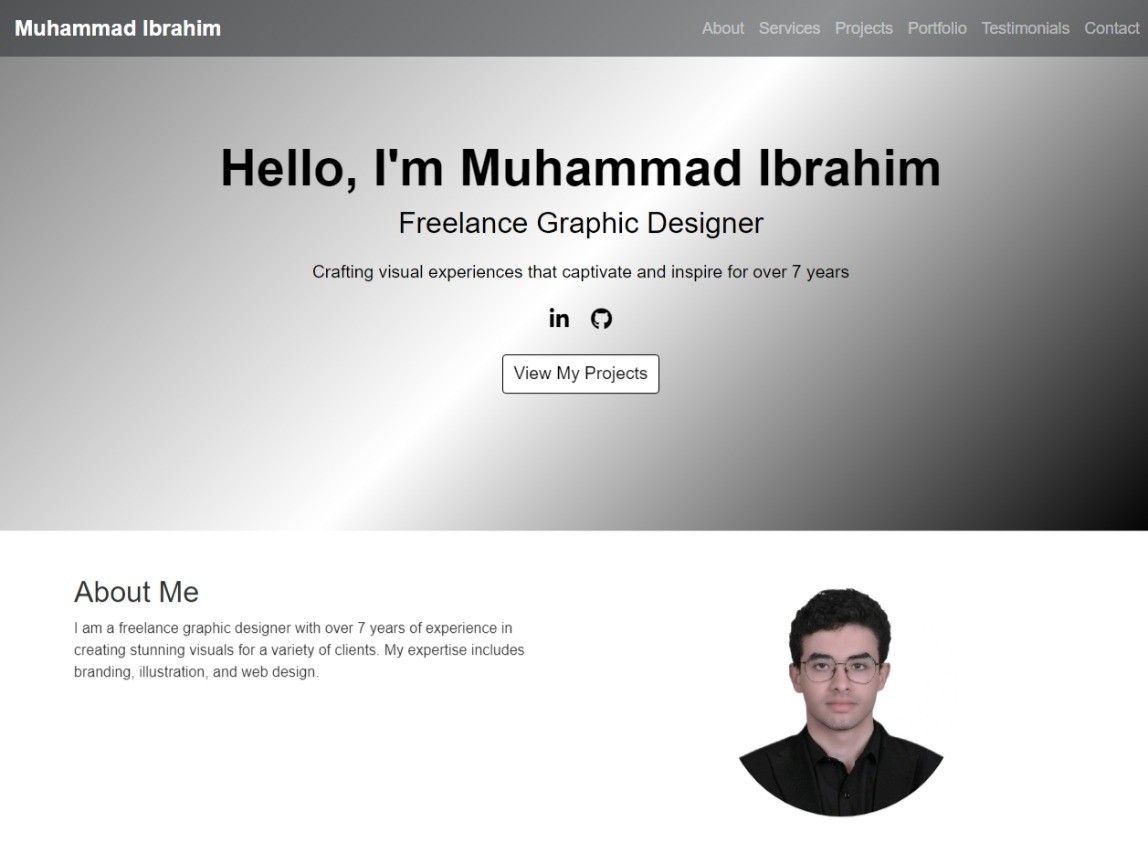 Muhammad Ibrahim
About Services Projects Portfolio Testimonials Contact
Hello, I'm Muhammad Ibrahim
Freelance Graphic Designer
Crafting visual experiences that captivate and inspire for over 7 years
in
View My Projects
About Me
I am a freelance graphic designer with over 7 years of experience in
creating stunning visuals for a variety of clients. My expertise includes
branding, illustration, and web design.